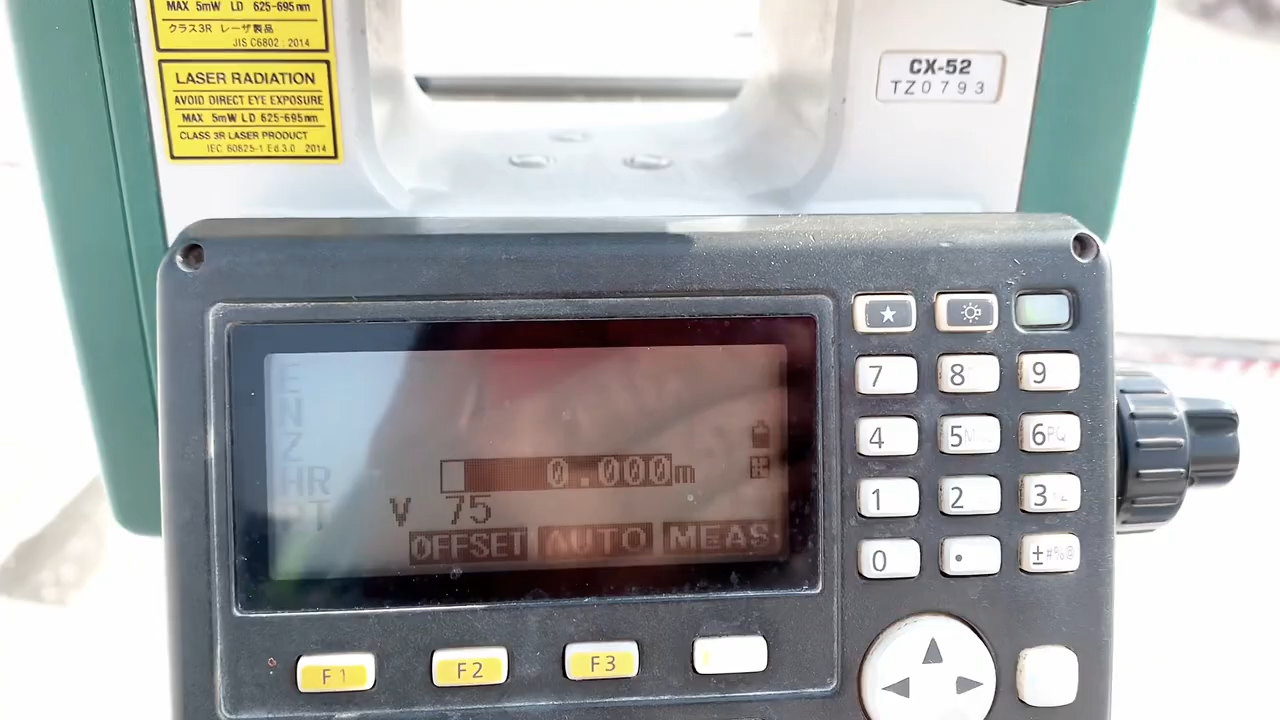 MAX 5mW LD 625-695nm
クラス3R レーザ製品
JIS C6802 : 2014
LASER RADIATION
AVOID DIRECT EYE EXPOSURE
MAX 5mW LD 625-695nm
CLASS 3R LASER PRODUCT
IEC 60825-1 Ed.3.0 2014
CX-52
TZ0793
E
N
Z
HR
0.000m
V 75
OFFSET AUTO MEAS
7 8 9
4 5 6PQ
1 2 3
0 . ±#%@
F1 F2 F3